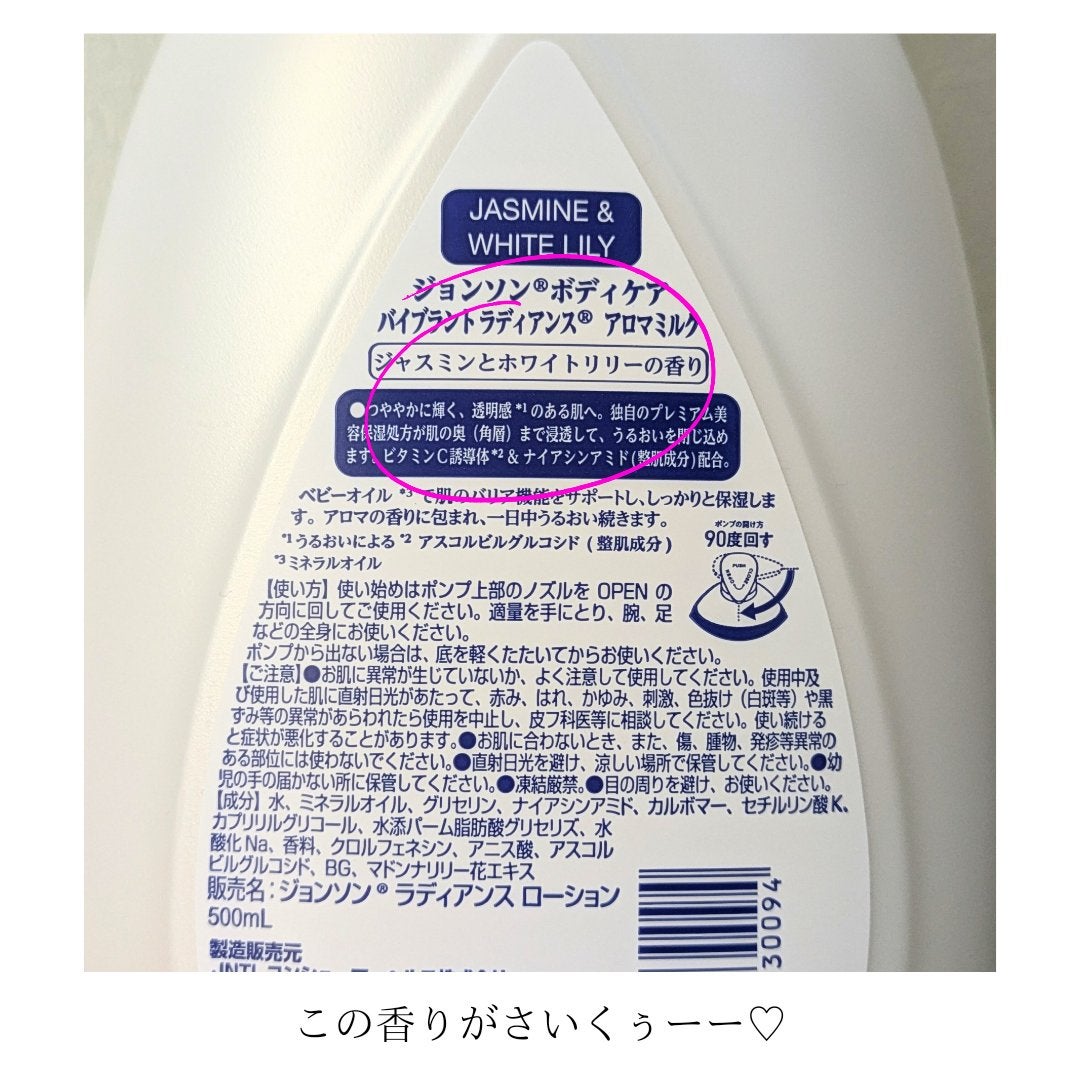 JASMINE &
WHITE LILY
ジョンソン®ボディケア
バイブラントラディアンス® アロマミルク
ジャスミンとホワイトリリーの香り
●つややかに輝く、透明感*1のある肌へ。独自のプレミアム美
容保湿処方が肌の奥（角層）まで浸透して、うるおいを閉じ込め
ます。ビタミンC誘導体*2 & ナイアシンアミド(整肌成分)配合。
ベビーオイル*3で肌のバリア機能をサポートし、しっかりと保湿しま
す。アロマの香りに包まれ、一日中うるおい続きます。
*1うるおいによる *2 アスコルビルグルコシド (整肌成分)
*3ミネラルオイル
ポンプの開け方
90度回す
PUSH
OPEN
CLOSE
【使い方】使い始めはポンプ上部のノズルを OPEN の
方向に回してご使用ください。適量を手にとり、腕、足
などの全身にお使いください。
ポンプから出ない場合は、底を軽くたたいてからお使いください。
【ご注意】●お肌に異常が生じていないか、よく注意して使用してください。使用中及
び使用した肌に直射日光があたって、赤み、はれ、かゆみ、刺激、色抜け（白斑等）や黒
ずみ等の異常があらわれたら使用を中止し、皮フ科医等に相談してください。使い続ける
と症状が悪化することがあります。●お肌に合わないとき、また、傷、腫物、発疹等異常の
ある部位には使わないでください。●直射日光を避け、涼しい場所で保管してください。●幼
児の手の届かない所に保管してください。●凍結厳禁。●目の周りを避け、お使いください。
【成分】水、ミネラルオイル、グリセリン、ナイアシンアミド、カルボマー、セチルリン酸K、
カプリリルグリコール、水添パーム脂肪酸グリセリズ、水
酸化Na、香料、クロルフェネシン、アニス酸、アスコル
ビルグルコシド、BG、マドンナリリー花エキス
販売名：ジョンソン® ラディアンス ローション
500mL
製造販売元
30094
この香りがさいくぅーー♡